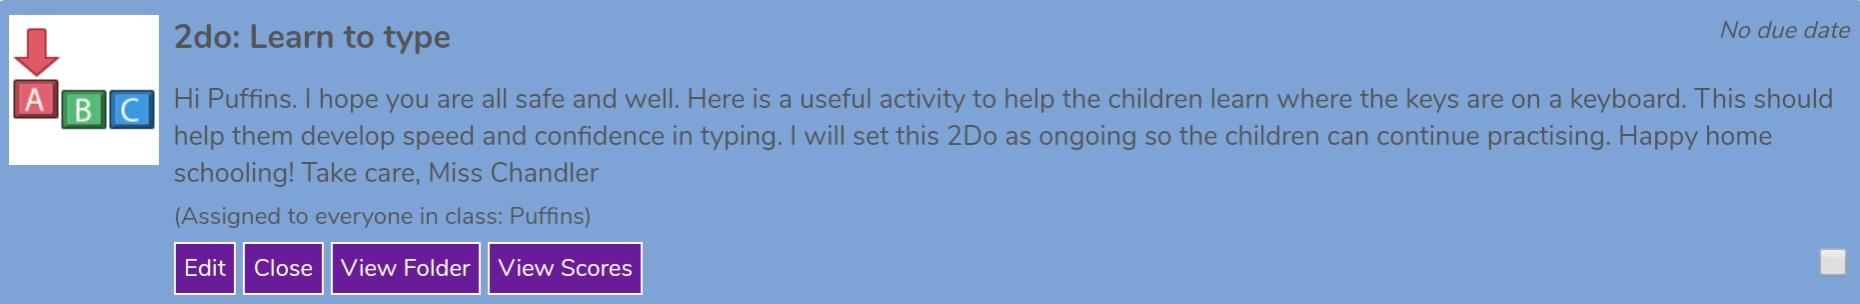 2do: Learn to type
No due date
A B C
Hi Puffins. I hope you are all safe and well. Here is a useful activity to help the children learn where the keys are on a keyboard. This should
help them develop speed and confidence in typing. I will set this 2Do as ongoing so the children can continue practising. Happy home
schooling! Take care, Miss Chandler
(Assigned to everyone in class: Puffins)
Edit Close View Folder View Scores